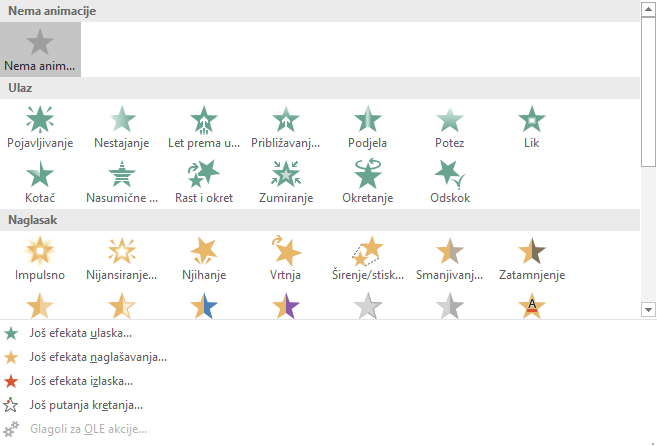 Nema animacije
Nema anim...
Ulaz
Pojavljivanje Nestajanje Let prema u... Približavanj... Podjela Potez Lik
Kotač Nasumične ... Rast i okret Zumiranje Okretanje Odskok
Naglasak
Impulsno Nijansiranje... Njihanje Vrtnja Širenje/stisk... Smanjivanj... Zatamnjenje
A
Još efekata ulaska...
Još efekata naglašavanja...
Još efekata izlaska...
Još putanja kretanja...
Glagoli za OLE akcije...